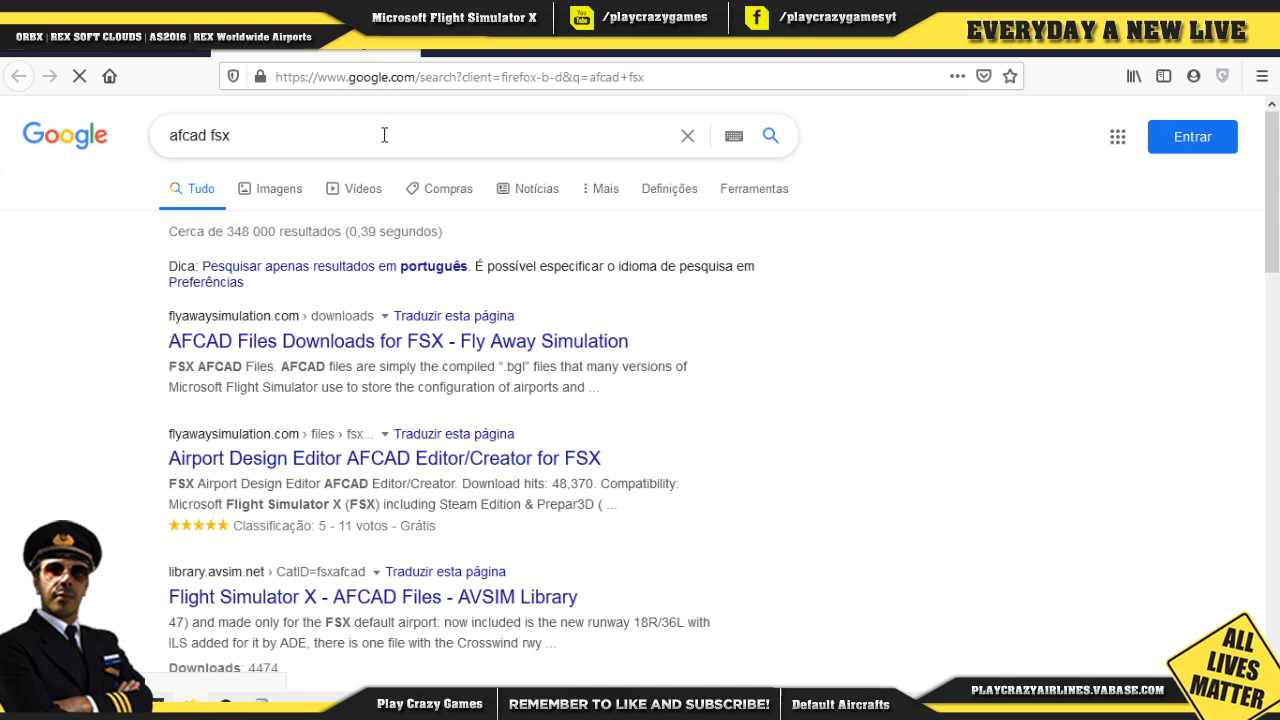 Microsoft Flight Simulator X
You Tube
/playcrazygames
f
/playcrazygamesyt
EVERYDAY A NEW LIVE
ORBX | REX SOFT CLOUDS | AS2016 | REX Worldwide Airports
https://www.google.com/search?client=firefox-b-d&q=afcad+fsx
Google
afcad fsx
Entrar
Tudo
Imagens
Vídeos
Compras
Notícias
Mais
Definições
Ferramentas
Cerca de 348 000 resultados (0,39 segundos)
Dica: Pesquisar apenas resultados em português. É possível especificar o idioma de pesquisa em
Preferências
flyawaysimulation.com › downloads Traduzir esta página
AFCAD Files Downloads for FSX - Fly Away Simulation
FSX AFCAD Files. AFCAD files are simply the compiled “.bgl” files that many versions of
Microsoft Flight Simulator use to store the configuration of airports and ...
flyawaysimulation.com › files › fsx... Traduzir esta página
Airport Design Editor AFCAD Editor/Creator for FSX
FSX Airport Design Editor AFCAD Editor/Creator. Download hits: 48,370. Compatibility:
Microsoft Flight Simulator X (FSX) including Steam Edition & Prepar3D ( ...
Classificação: 5 - 11 votos - Grátis
library.avsim.net › CatID=fsxafcad Traduzir esta página
Flight Simulator X - AFCAD Files - AVSIM Library
47) and made only for the FSX default airport: now included is the new runway 18R/36L with
ILS added for it by ADE, there is one file with the Crosswind rwy ...
Downloads: 4474
ALL
LIVES
MATTER
PLAYCRAZYAIRLINES.VABASE.COM
Play Crazy Games
REMEMBER TO LIKE AND SUBSCRIBE!
Default Aircrafts